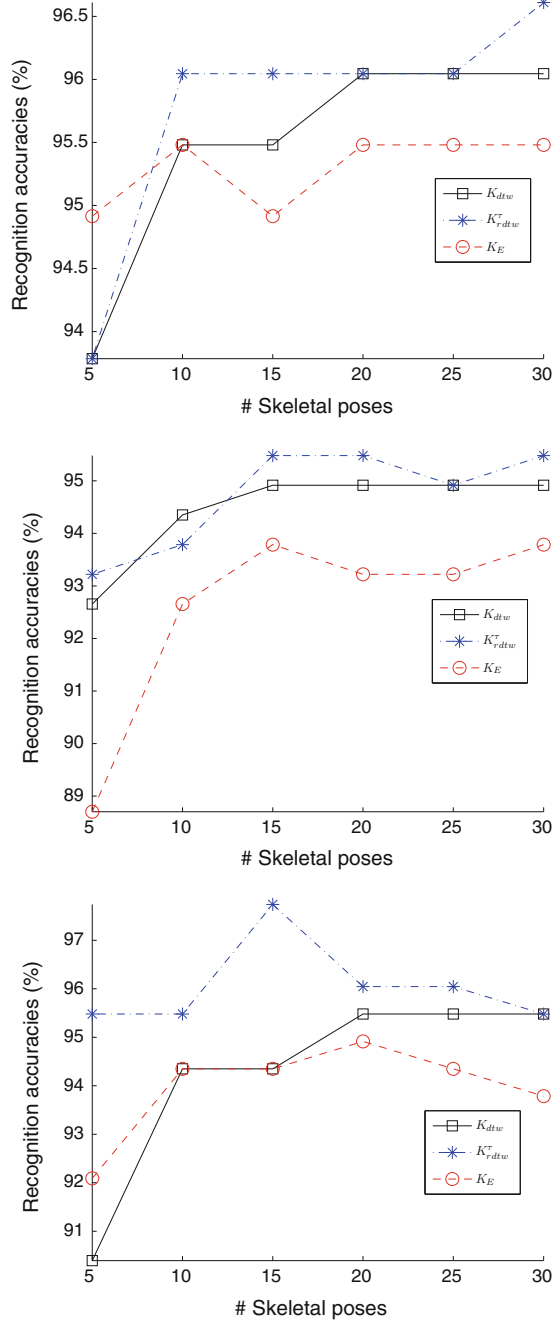 96.5
96
95.5
95
94.5
94
Recognition accuracies (%)
K_dtw
K^τ_rdtw
K_E
5 10 15 20 25 30
# Skeletal poses
95
94
93
92
91
90
89
Recognition accuracies (%)
K_dtw
K^τ_rdtw
K_E
5 10 15 20 25 30
# Skeletal poses
97
96
95
94
93
92
91
Recognition accuracies (%)
K_dtw
K^τ_rdtw
K_E
5 10 15 20 25 30
# Skeletal poses